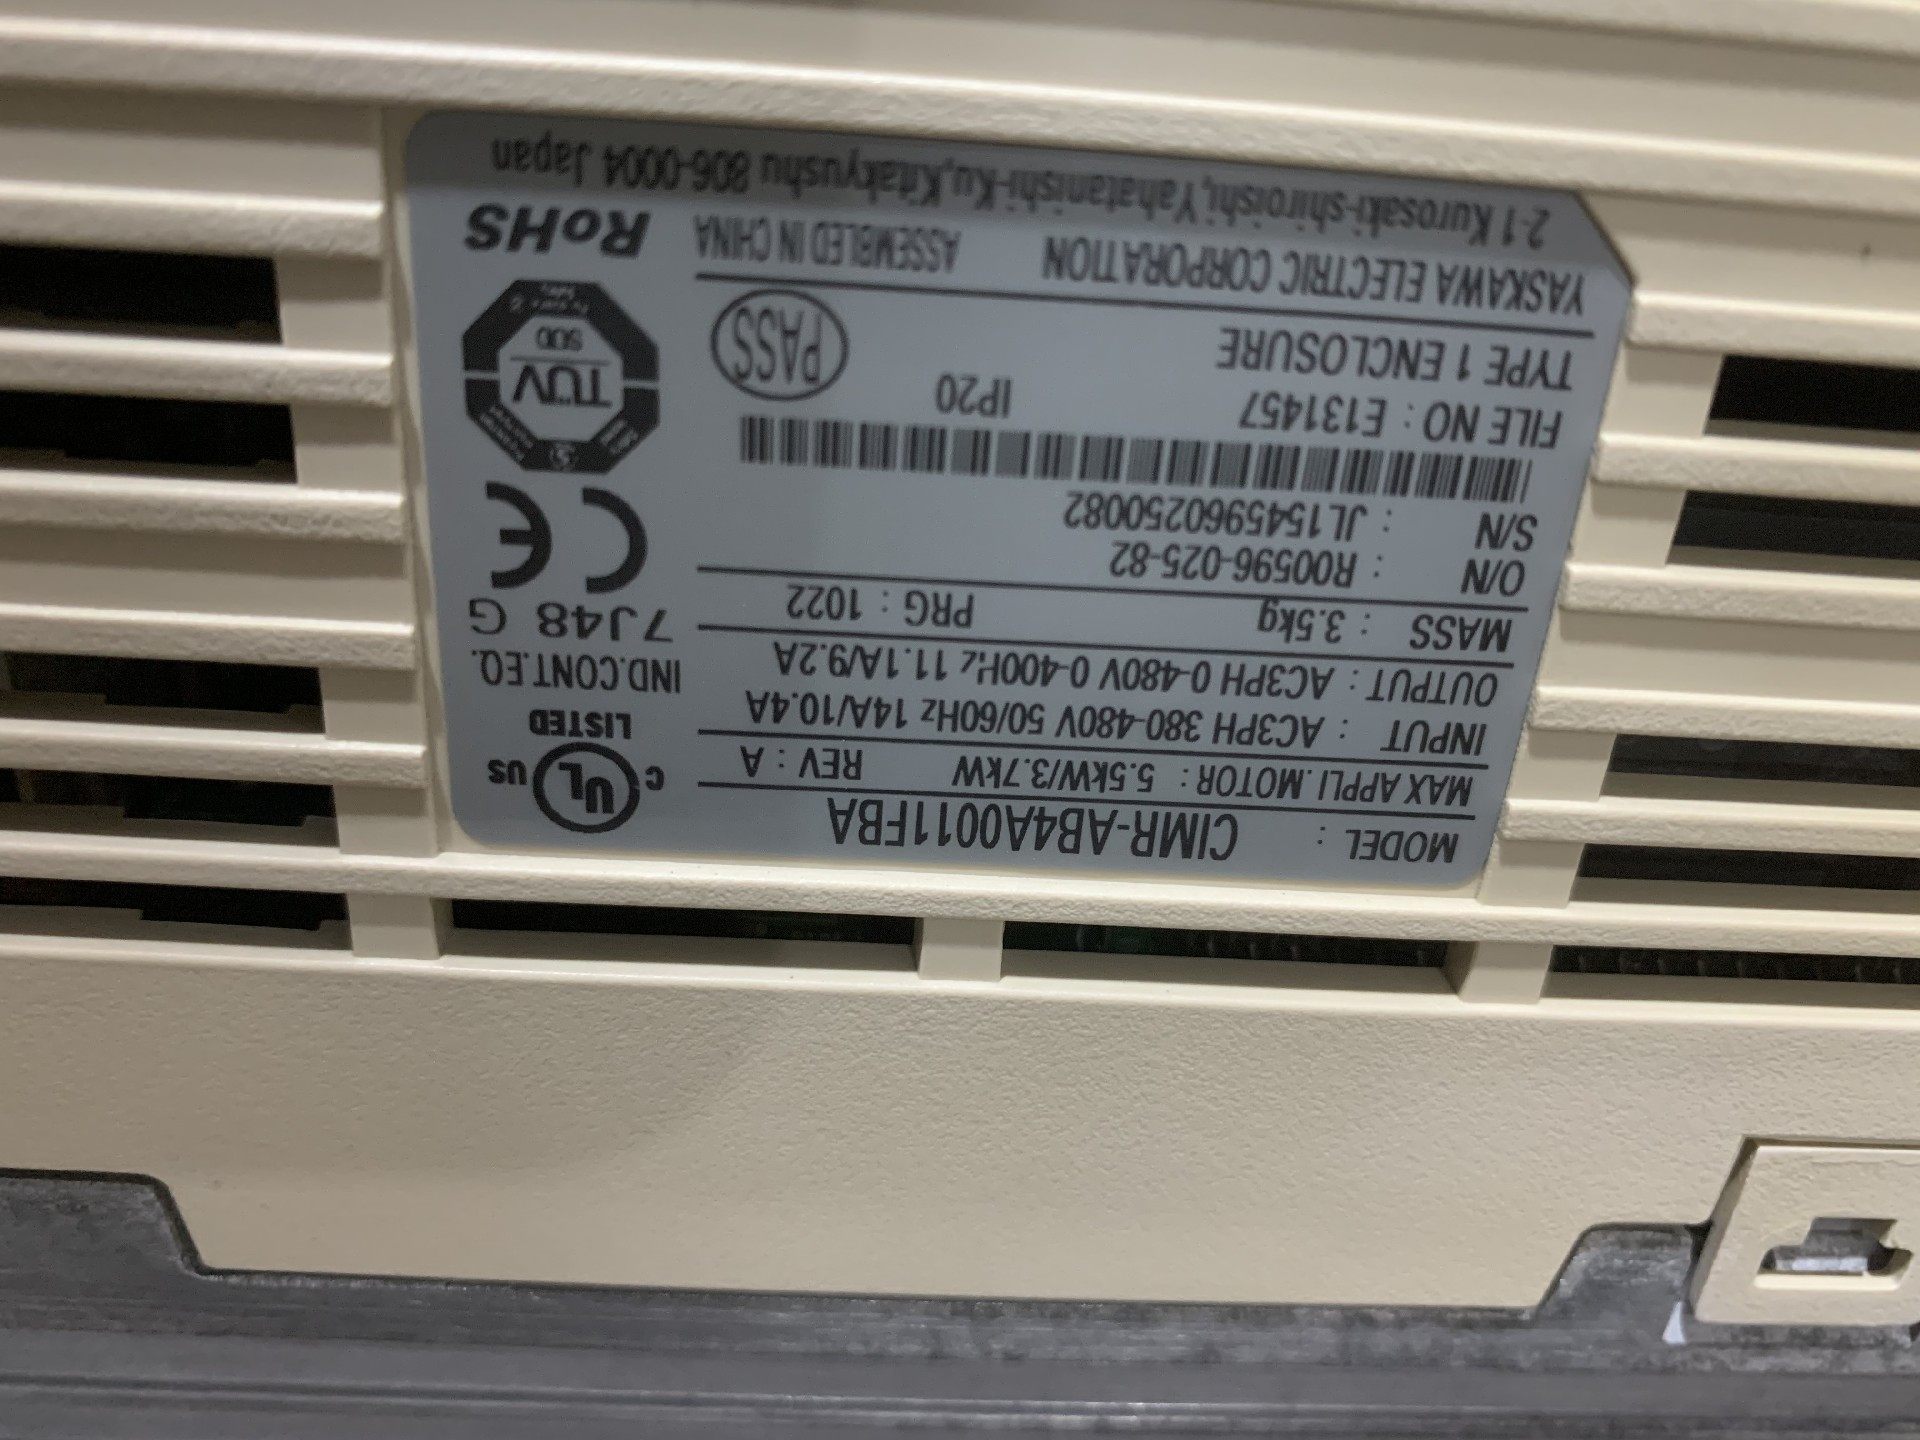 MODEL : CIMR-AB4A0011FBA
MAX APPLI. MOTOR : 5.5kW/3.7kW REV : A
INPUT : AC3PH 380-480V 50/60Hz 14A/10.4A
OUTPUT : AC3PH 0-480V 0-400Hz 11.1A/9.2A
MASS : 3.5kg PRG : 1022
O/N : R00596-025-82
S/N : JL1545960250082
FILE NO : E131457 IP20
TYPE 1 ENCLOSURE PASS
YASKAWA ELECTRIC CORPORATION ASSEMBLED IN CHINA
2-1 Kurosaki-shiroishi,Yahatanishi-Ku,Kitakyushu 806-0004 Japan
C UL US
LISTED
IND.CONT.EQ.
7J48 G
CE
TÜV
SÜD
RoHS